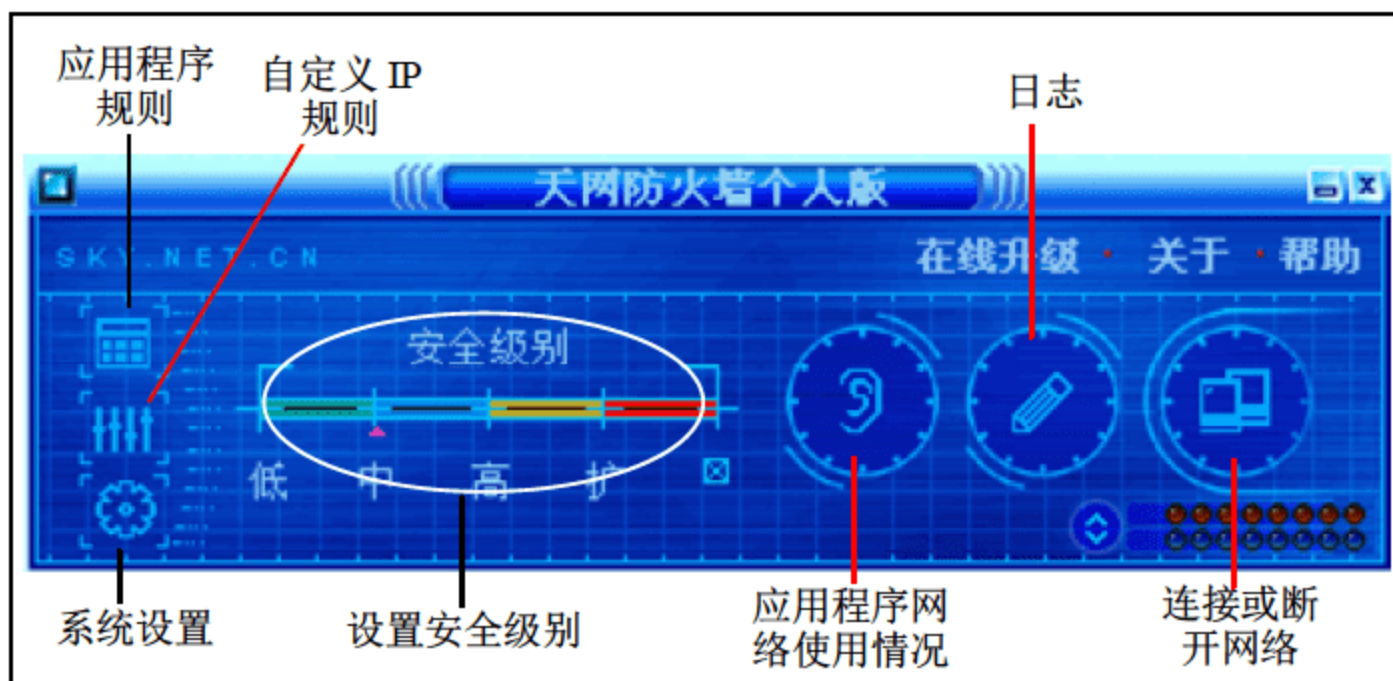 应用程序
规则
自定义 IP
规则
日志
天网防火墙个人版
SKY.NET.CN
在线升级 · 关于 · 帮助
安全级别
低 中 高 扩
系统设置
设置安全级别
应用程序网
络使用情况
连接或断
开网络